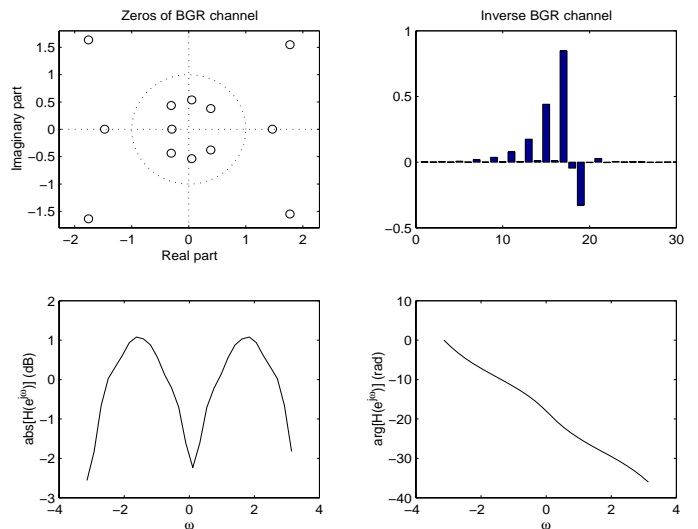 Zeros of BGR channel
Imaginary part
1.5
1
0.5
0
−0.5
−1
−1.5
−2 −1 0 1 2
Real part
Inverse BGR channel
1
0.5
0
−0.5
0 10 20 30
abs[H(e^{jω})] (dB)
2
1
0
−1
−2
−3
−4 −2 0 2 4
ω
arg[H(e^{jω})] (rad)
10
0
−10
−20
−30
−40
−4 −2 0 2 4
ω